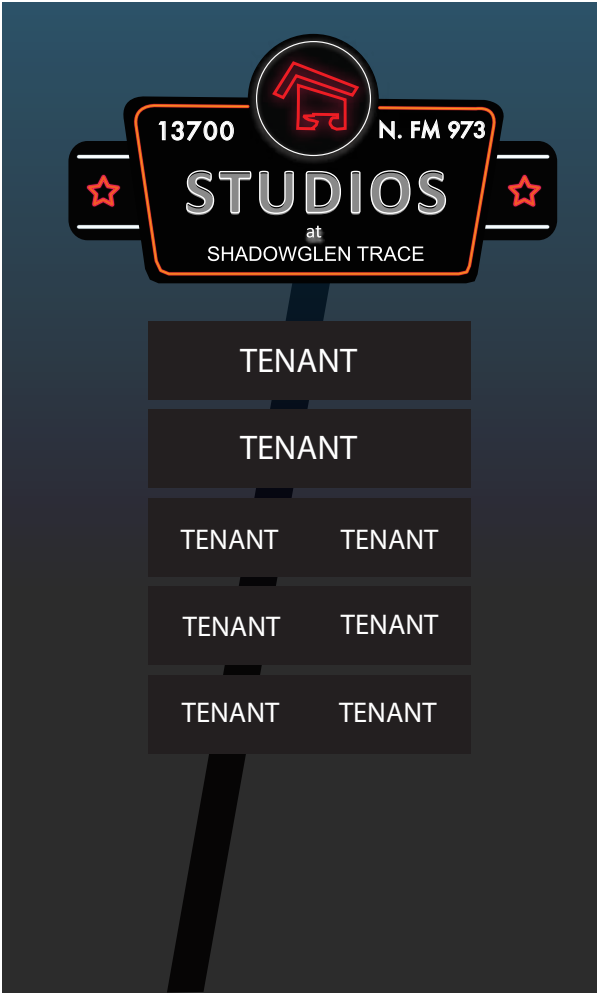 13700 N. FM 973
STUDIOS
at
SHADOWGLEN TRACE
TENANT
TENANT
TENANT TENANT
TENANT TENANT
TENANT TENANT